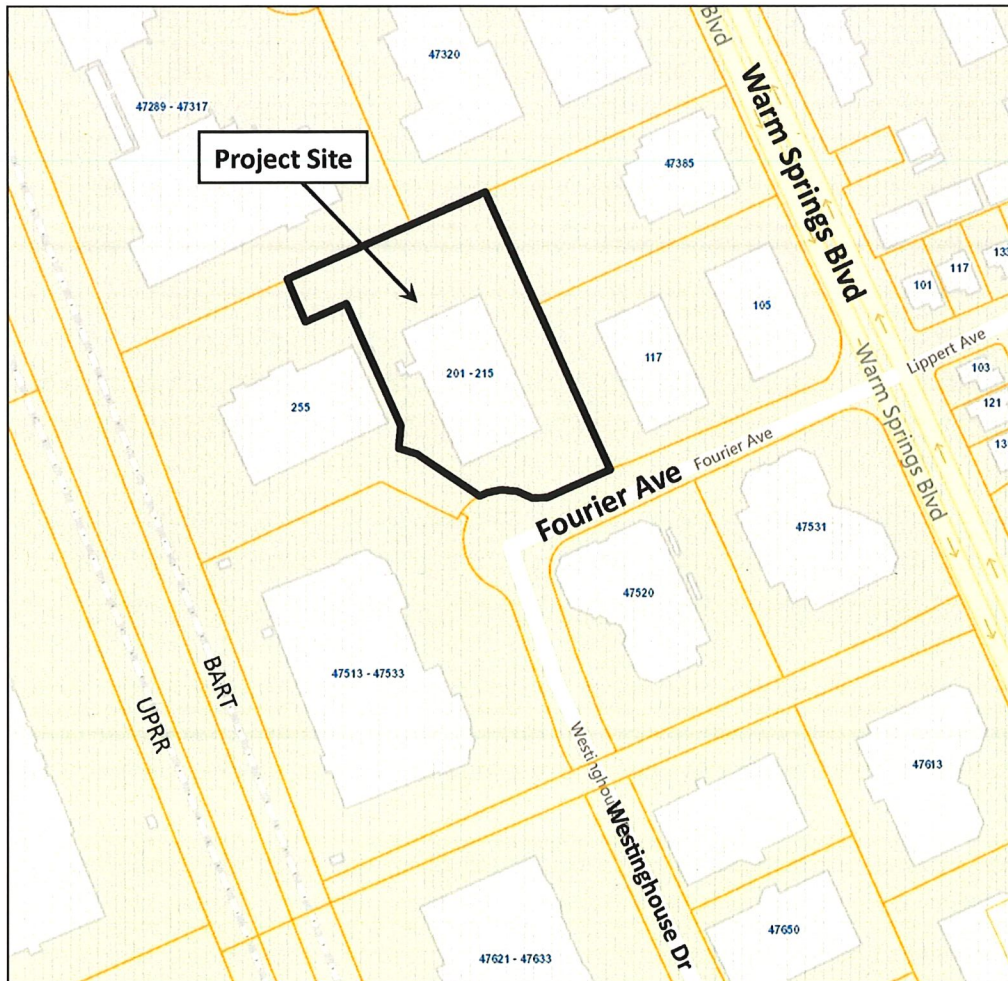 Blvd
47320
Warm Springs Blvd
47289 - 47317
Project Site
47385
133
117
101
105
Lippert Ave
117
103
201 - 215
Warm Springs Blvd
121
255
Fourier Ave
13
Fourier Ave
47531
47520
47513 - 47533
BART
UPRR
47613
Westinghou
Westinghouse Dr
47650
47621 - 47633